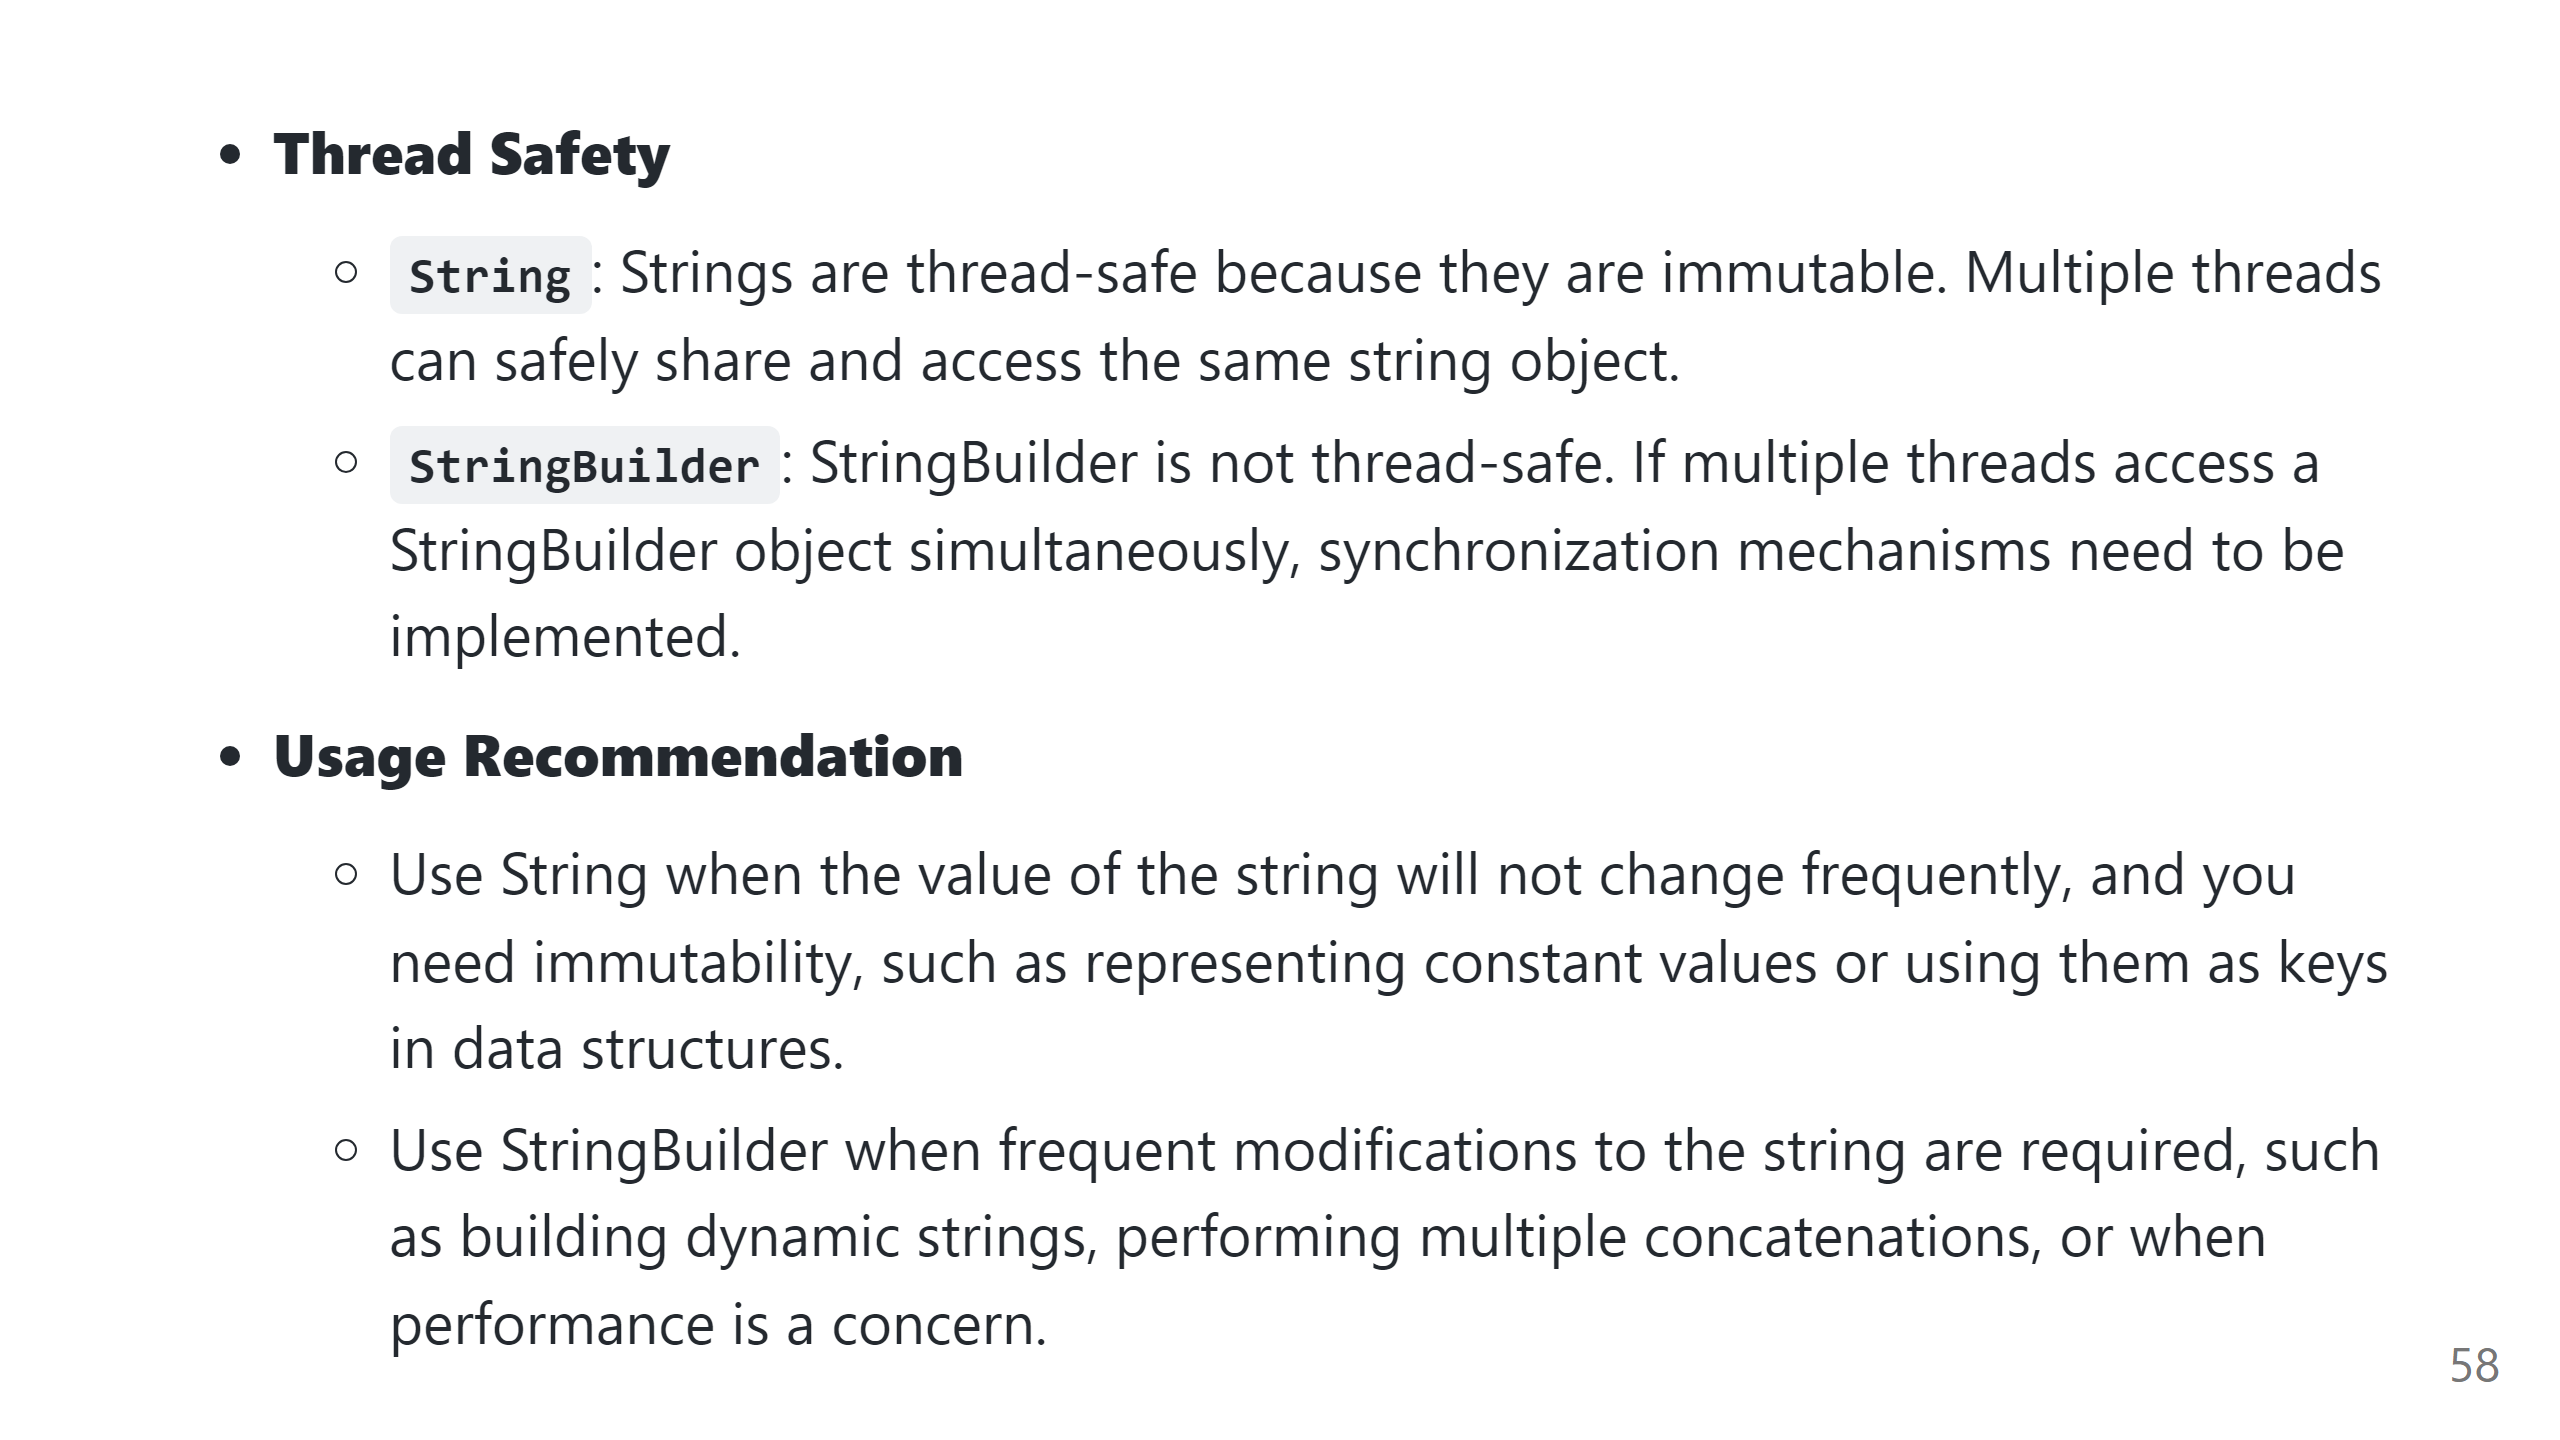 • Thread Safety
○ String : Strings are thread-safe because they are immutable. Multiple threads
can safely share and access the same string object.
○ StringBuilder : StringBuilder is not thread-safe. If multiple threads access a
StringBuilder object simultaneously, synchronization mechanisms need to be
implemented.
• Usage Recommendation
○ Use String when the value of the string will not change frequently, and you
need immutability, such as representing constant values or using them as keys
in data structures.
○ Use StringBuilder when frequent modifications to the string are required, such
as building dynamic strings, performing multiple concatenations, or when
performance is a concern.
58